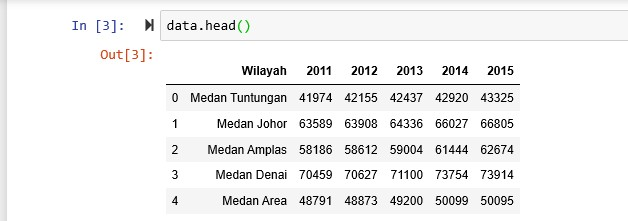 In [3]: data.head()
Out[3]:
Wilayah 2011 2012 2013 2014 2015
0 Medan Tuntungan 41974 42155 42437 42920 43325
1 Medan Johor 63589 63908 64336 66027 66805
2 Medan Amplas 58186 58612 59004 61444 62674
3 Medan Denai 70459 70627 71100 73754 73914
4 Medan Area 48791 48873 49200 50099 50095